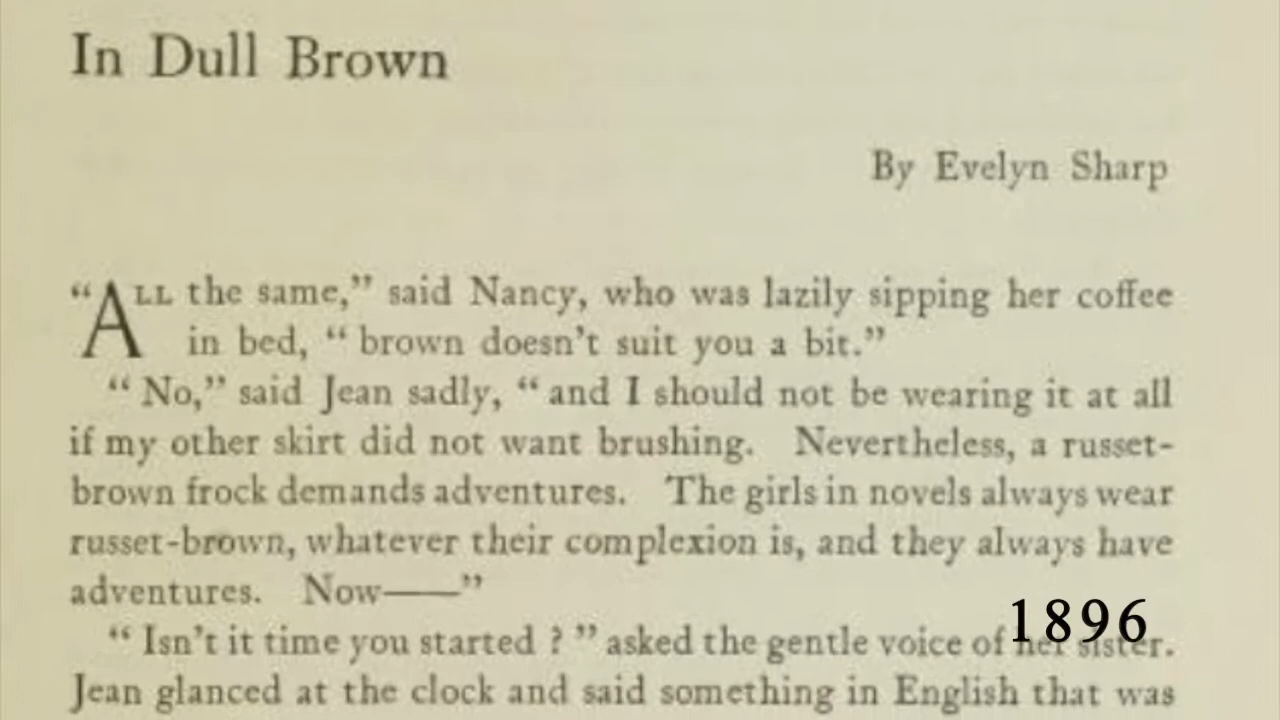 In Dull Brown
By Evelyn Sharp
“ALL the same,” said Nancy, who was lazily sipping her coffee
in bed, “ brown doesn’t suit you a bit.”
“ No,” said Jean sadly, “ and I should not be wearing it at all
if my other skirt did not want brushing. Nevertheless, a russet-
brown frock demands adventures. The girls in novels always wear
russet-brown, whatever their complexion is, and they always have
adventures. Now——”
1896
“ Isn’t it time you started ? ” asked the gentle voice of her sister.
Jean glanced at the clock and said something in English that was